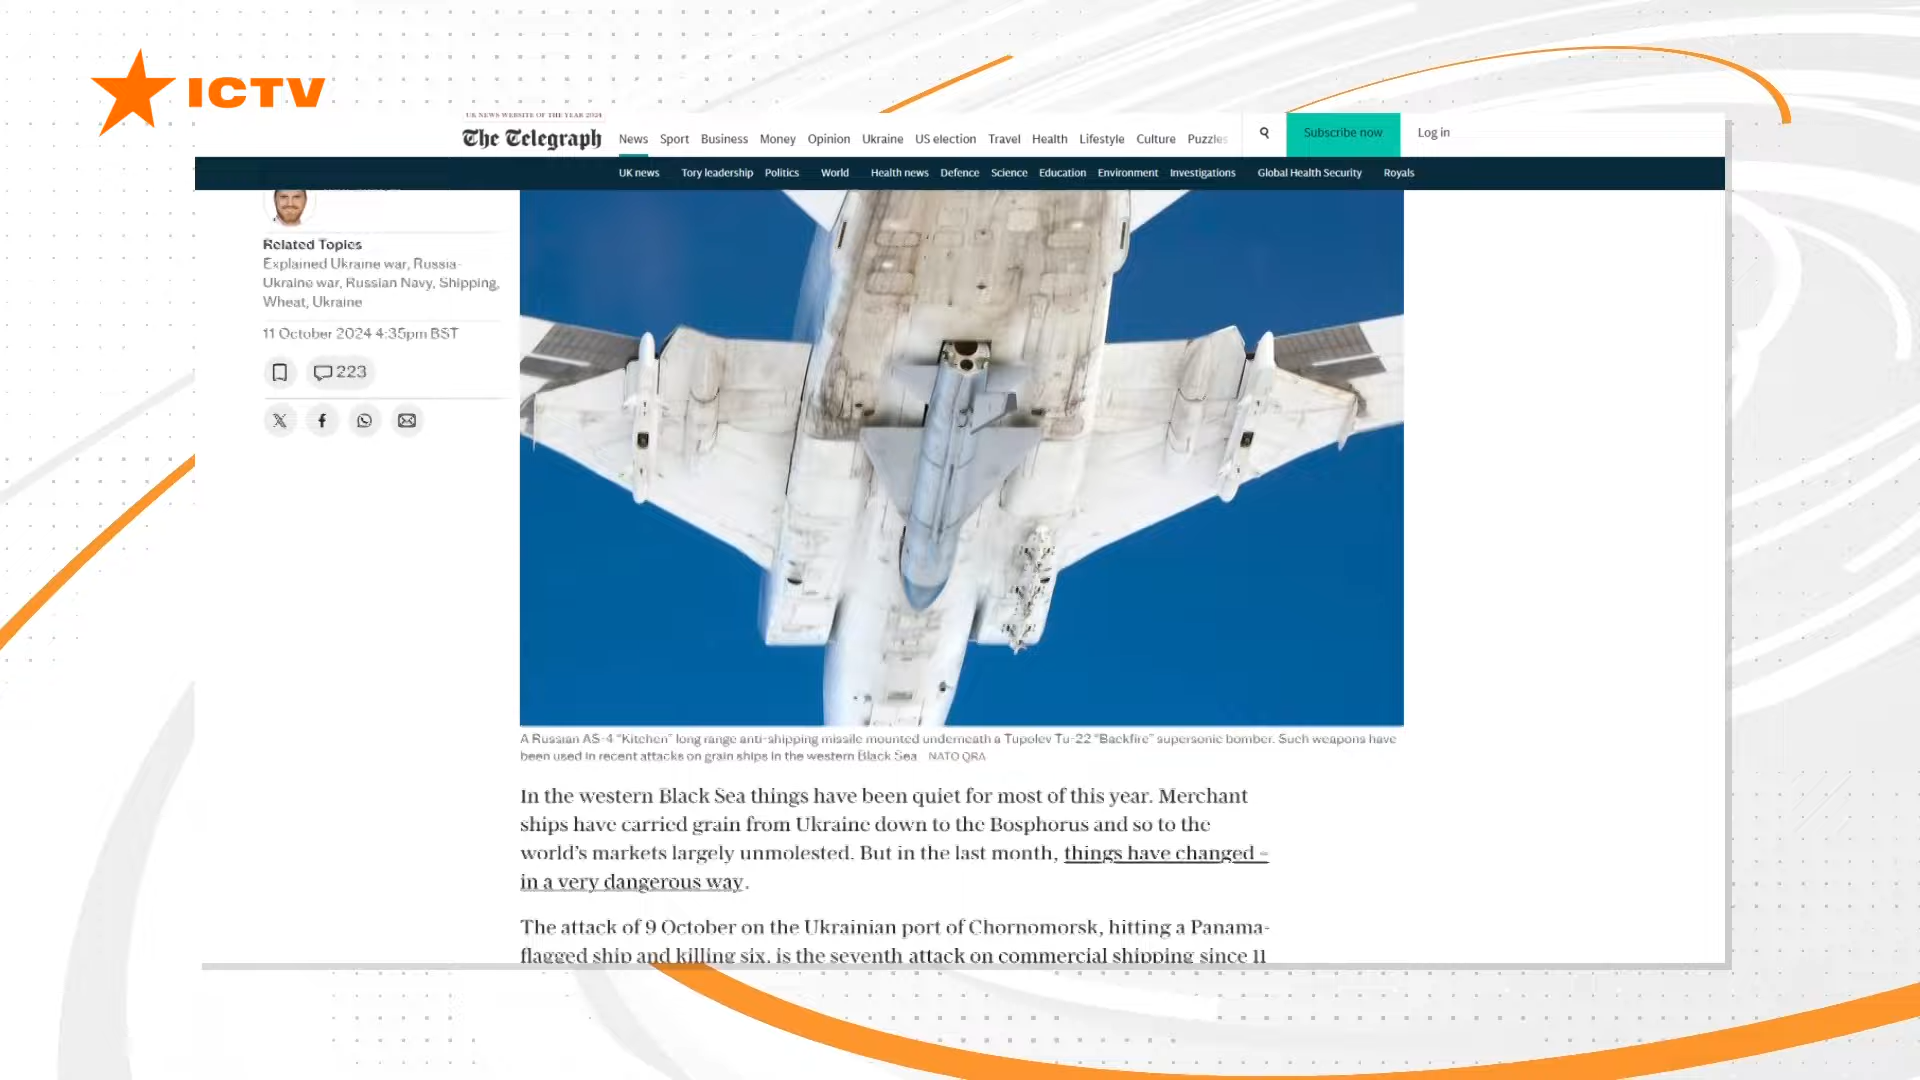 ICTV
UK NEWS WEBSITE OF THE YEAR 2024
The Telegraph
News Sport Business Money Opinion Ukraine US election Travel Health Lifestyle Culture Puzzles
Subscribe now
Log in
UK news Tory leadership Politics World Health news Defence Science Education Environment Investigations Global Health Security Royals
Related Topics
Explained Ukraine war, Russia-
Ukraine war, Russian Navy, Shipping,
Wheat, Ukraine
11 October 2024 4:35pm BST
223
A Russian AS-4 "Kitchen" long range anti-shipping missile mounted underneath a Tupolev Tu-22 "Backfire" supersonic bomber. Such weapons have
been used in recent attacks on grain ships in the western Black Sea NATO QRA
In the western Black Sea things have been quiet for most of this year. Merchant
ships have carried grain from Ukraine down to the Bosphorus and so to the
world's markets largely unmolested. But in the last month, things have changed –
in a very dangerous way.
The attack of 9 October on the Ukrainian port of Chornomorsk, hitting a Panama-
flagged ship and killing six, is the seventh attack on commercial shipping since 11